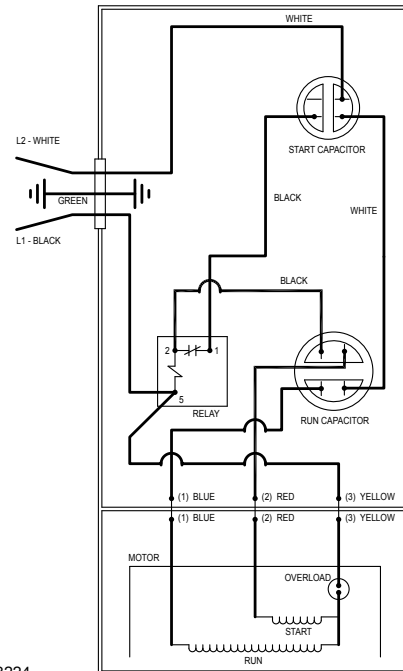 WHITE
L2 - WHITE
START CAPACITOR
GREEN
BLACK
WHITE
L1 - BLACK
BLACK
2
1
5
RELAY
RUN CAPACITOR
(1) BLUE
(2) RED
(3) YELLOW
(1) BLUE
(2) RED
(3) YELLOW
MOTOR
OVERLOAD
START
RUN